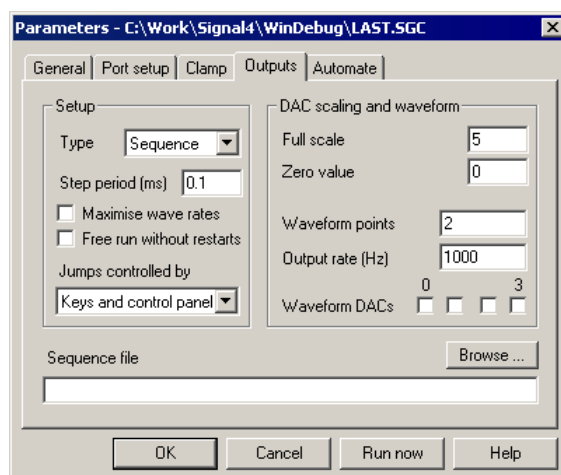 Parameters - C:\Work\Signal4\WinDebug\LAST.SGC
General Port setup Clamp Outputs Automate
Setup
Type Sequence
Step period (ms) 0.1
Maximise wave rates
Free run without restarts
Jumps controlled by
Keys and control panel
DAC scaling and waveform
Full scale 5
Zero value 0
Waveform points 2
Output rate (Hz) 1000
0 3
Waveform DACs
Sequence file
Browse ...
OK Cancel Run now Help